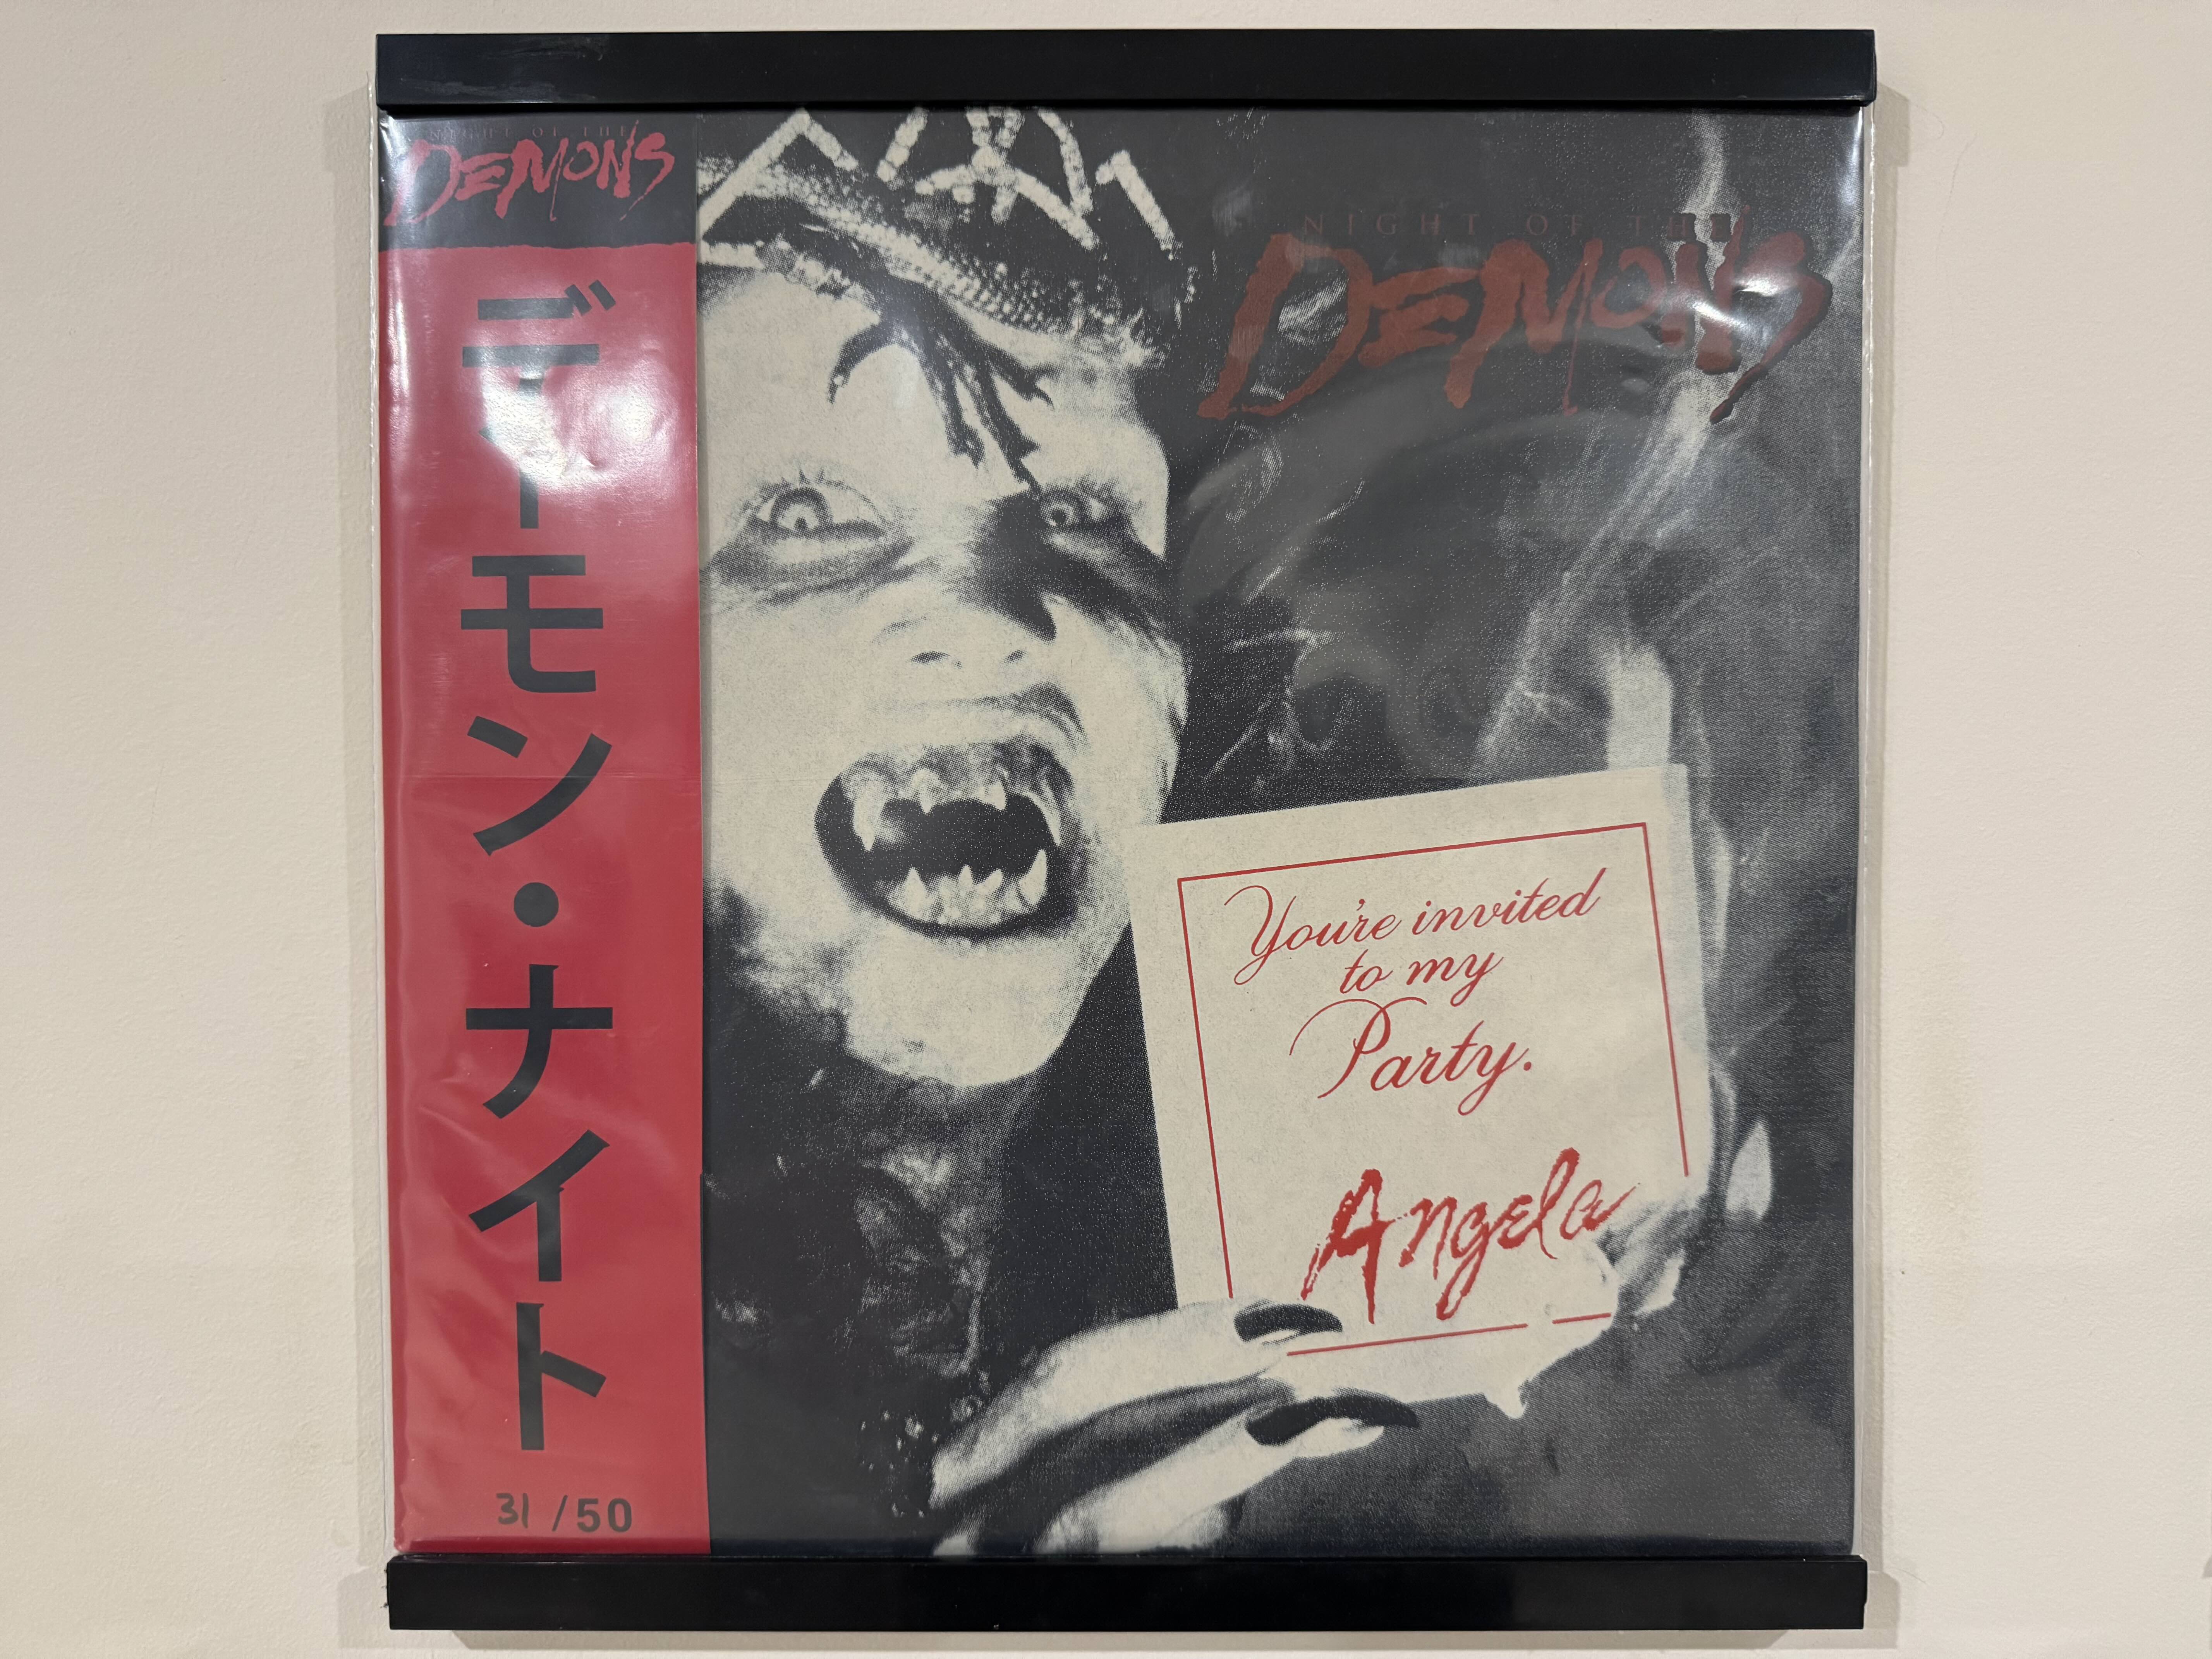 NIGHT OF THE
DEMONS
デーモン・ナイト
31/50
NIGHT OF THE
DEMONS
You're invited
to my
Party.
Angela